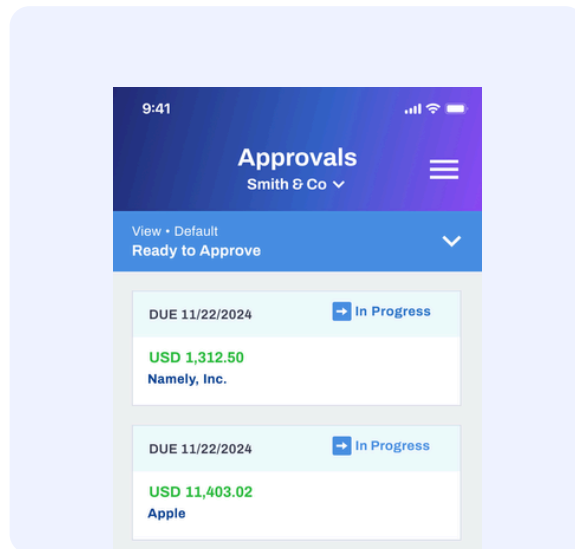 9:41
Approvals
Smith & Co
View • Default
Ready to Approve
DUE 11/22/2024 In Progress
USD 1,312.50
Namely, Inc.
DUE 11/22/2024 In Progress
USD 11,403.02
Apple